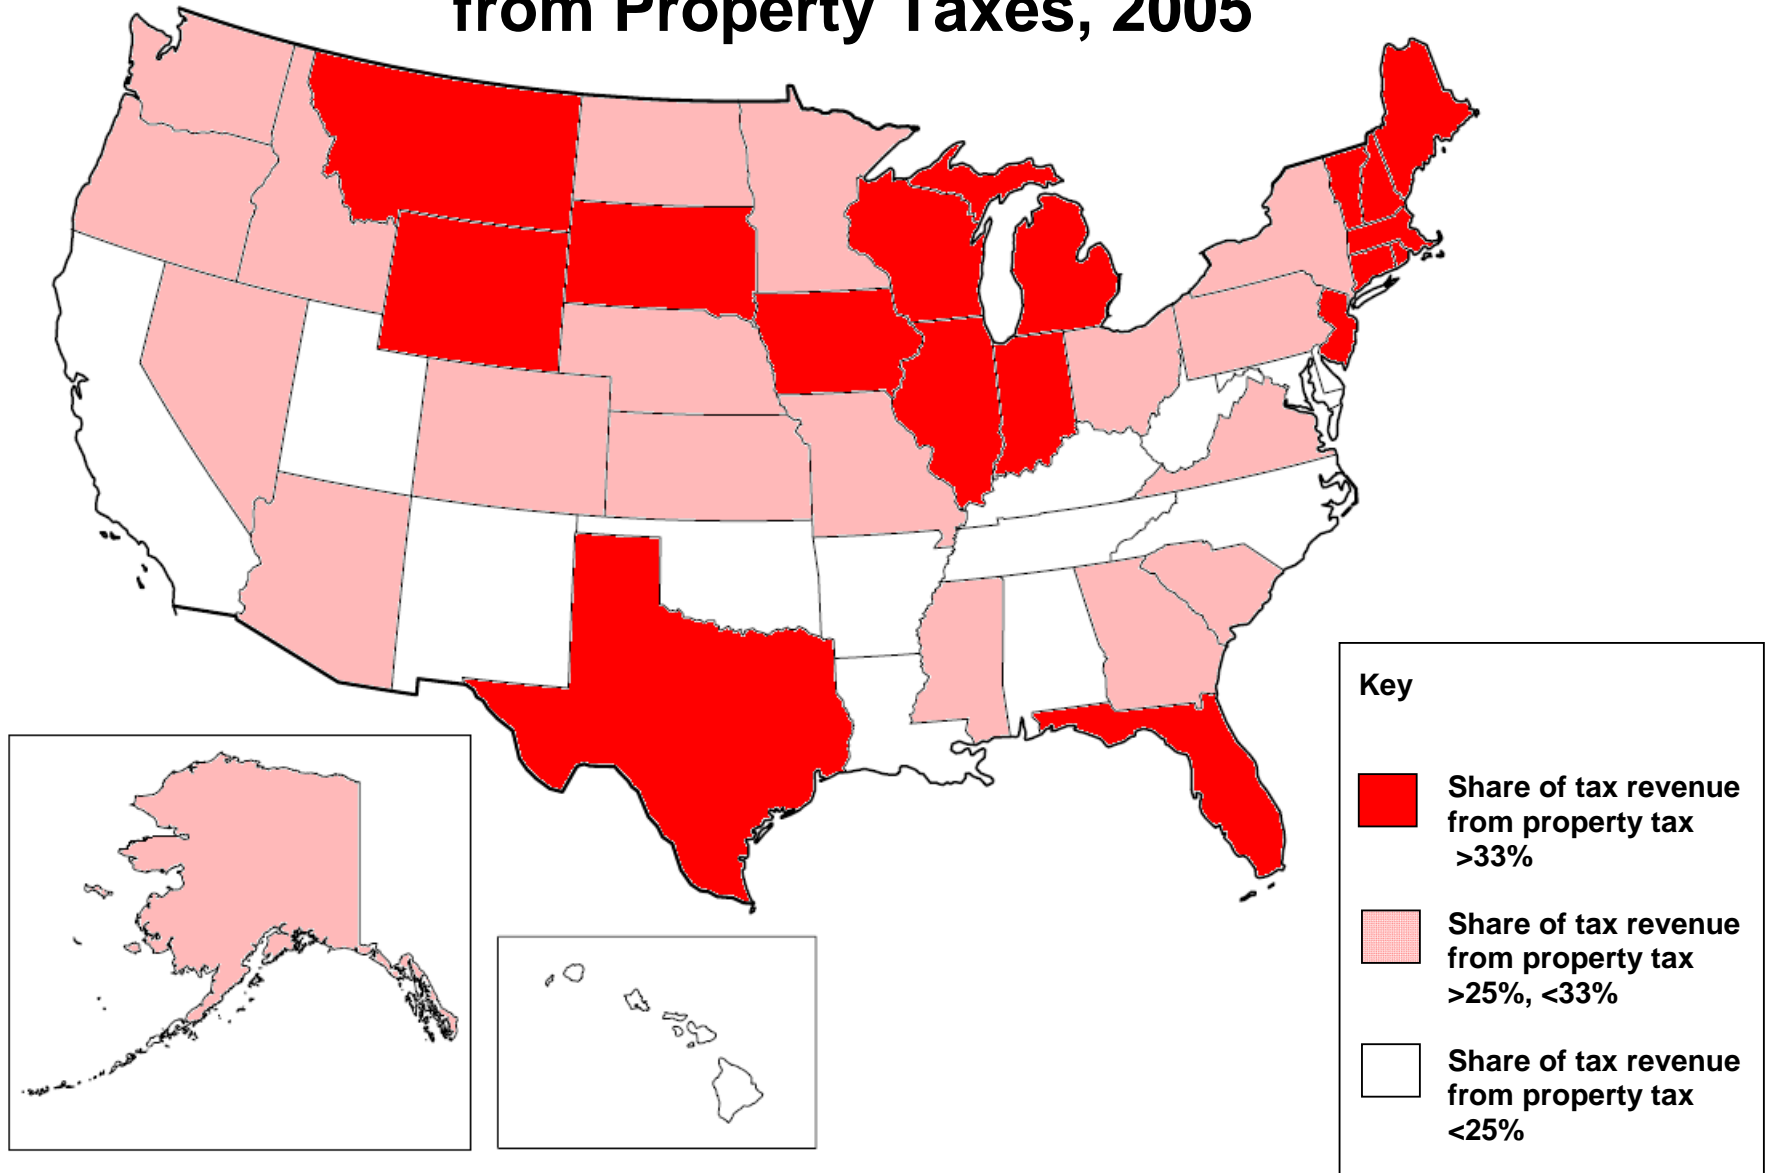 from Property Taxes, 2005
Key
Share of tax revenue
from property tax
>33%
Share of tax revenue
from property tax
>25%, <33%
Share of tax revenue
from property tax
<25%